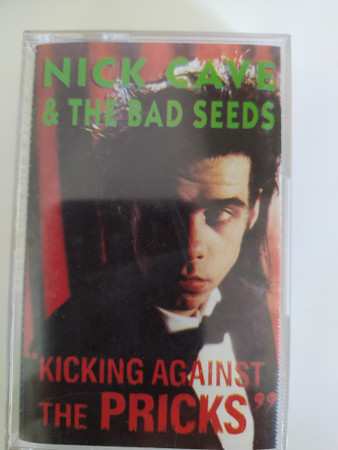 NICK CAVE
& THE BAD SEEDS
"KICKING AGAINST
THE PRICKS"